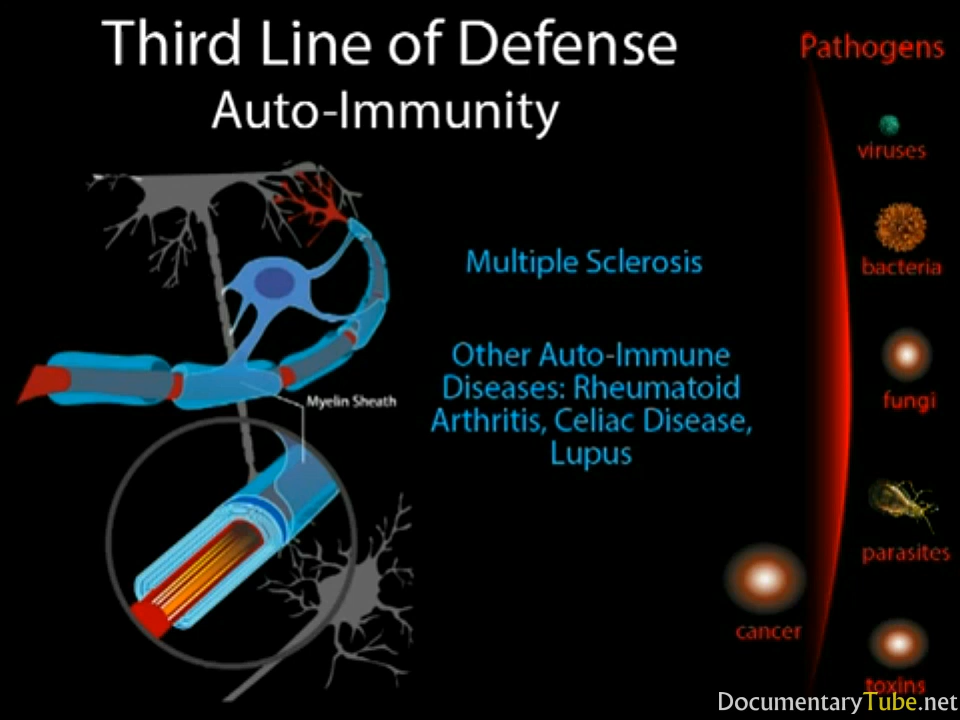 Third Line of Defense
Auto-Immunity
Pathogens
viruses
bacteria
fungi
parasites
toxins
cancer
Multiple Sclerosis
Other Auto-Immune
Diseases: Rheumatoid
Arthritis, Celiac Disease,
Lupus
Myelin Sheath
DocumentaryTube.net